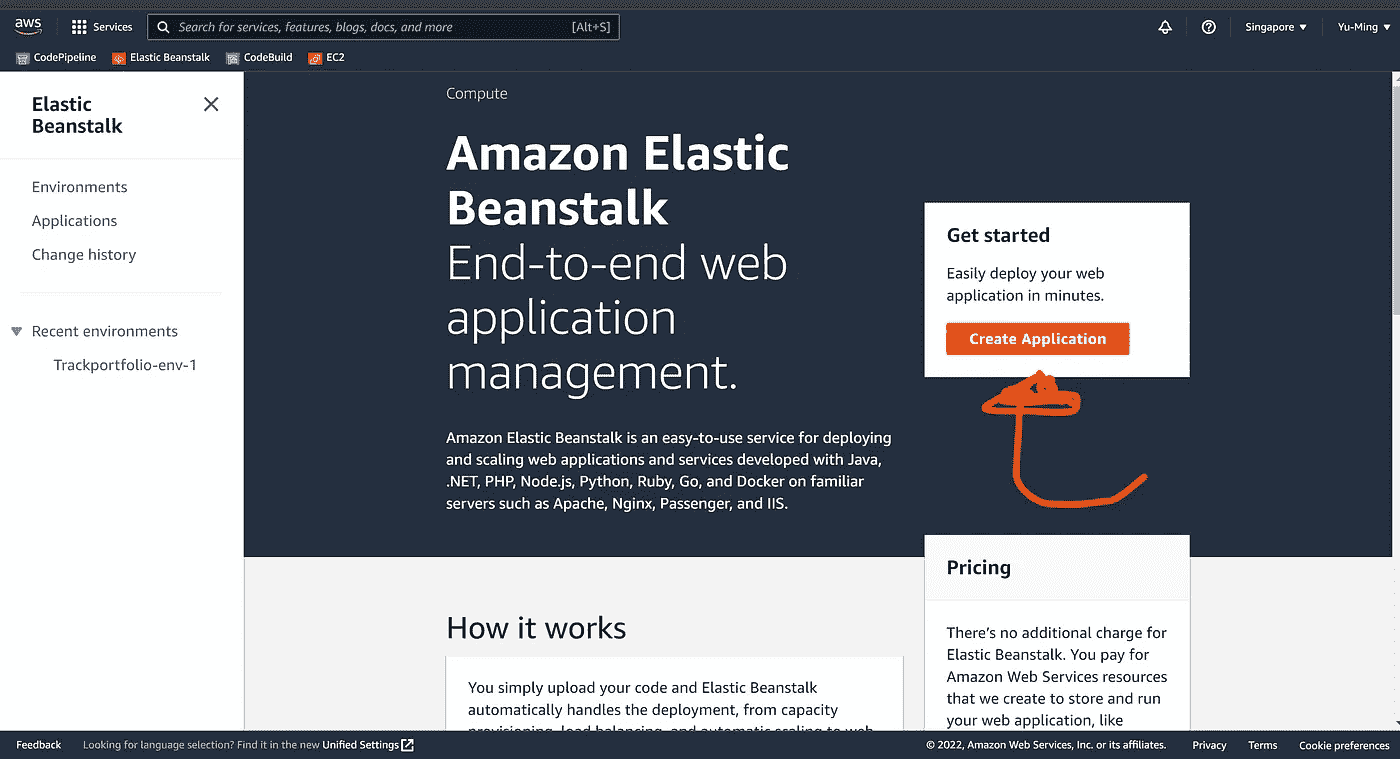 aws
Services
Search for services, features, blogs, docs, and more
[Alt+S]
Singapore
Yu-Ming
CodePipeline
Elastic Beanstalk
CodeBuild
EC2
Elastic
Beanstalk
Environments
Applications
Change history
Recent environments
Trackportfolio-env-1
Compute
Amazon Elastic
Beanstalk
End-to-end web
application
management.
Amazon Elastic Beanstalk is an easy-to-use service for deploying
and scaling web applications and services developed with Java,
.NET, PHP, Node.js, Python, Ruby, Go, and Docker on familiar
servers such as Apache, Nginx, Passenger, and IIS.
Get started
Easily deploy your web
application in minutes.
Create Application
How it works
You simply upload your code and Elastic Beanstalk
automatically handles the deployment, from capacity
provisioning, load balancing, and automatic scaling to web
Pricing
There's no additional charge for
Elastic Beanstalk. You pay for
Amazon Web Services resources
that we create to store and run
your web application, like
Feedback
Looking for language selection? Find it in the new Unified Settings
© 2022, Amazon Web Services, Inc. or its affiliates.
Privacy
Terms
Cookie preferences